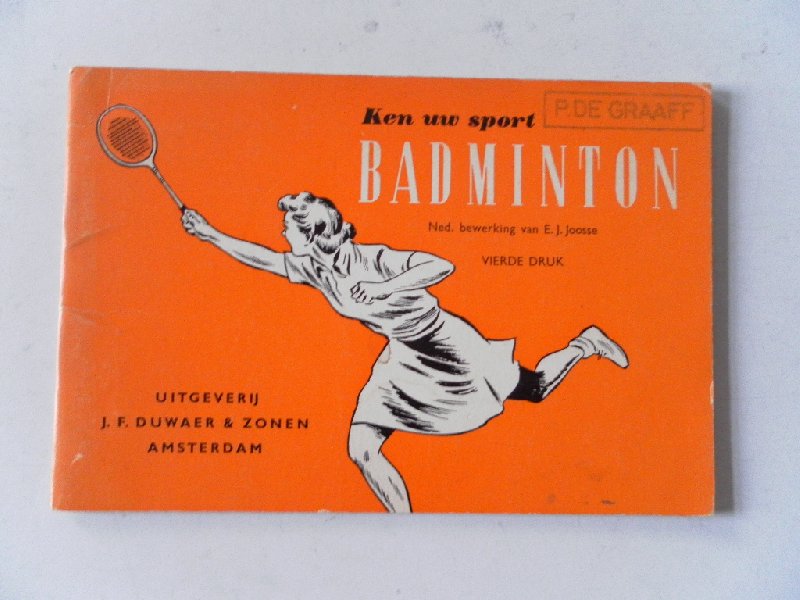 Ken uw sport
P. DE GRAAFF
BADMINTON
Ned. bewerking van E. J. Joosse
VIERDE DRUK
UITGEVERIJ
J. F. DUWAER & ZONEN
AMSTERDAM